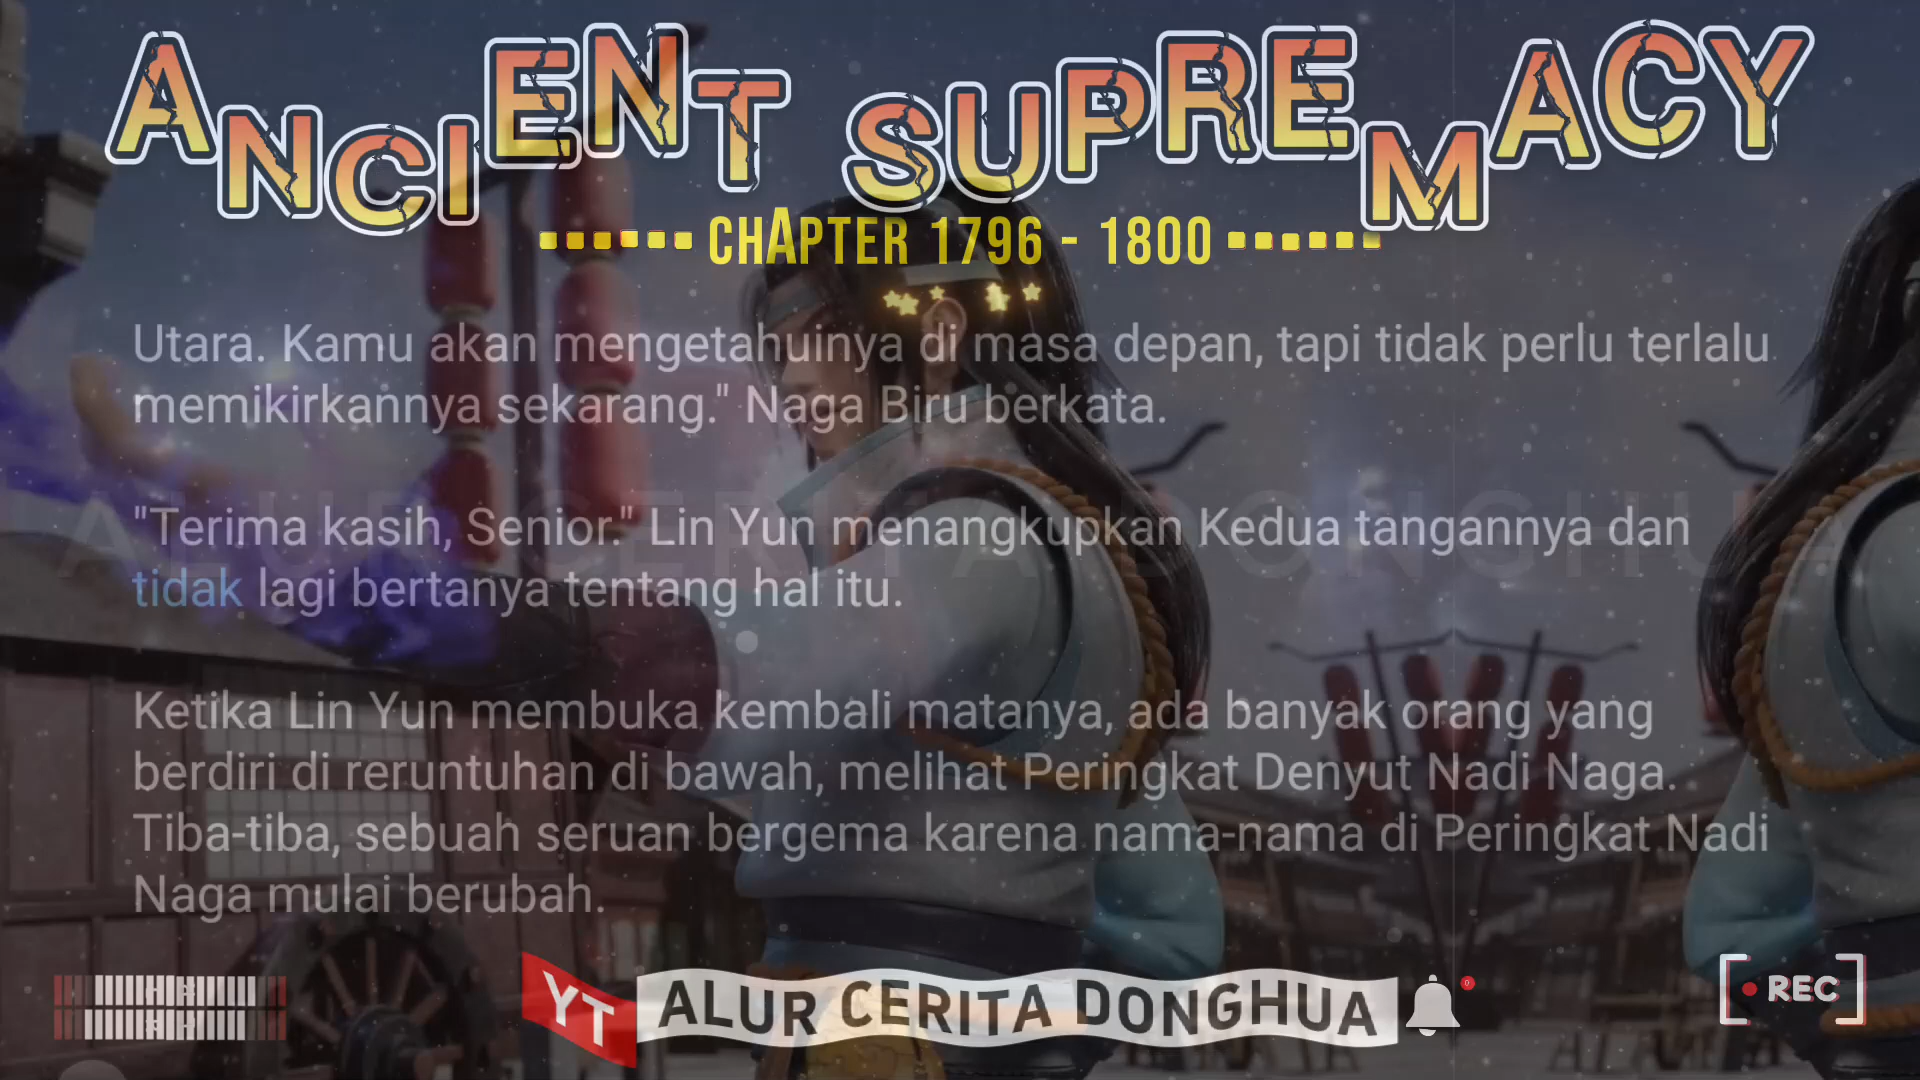 ANCIENT SUPREMACY
CHAPTER 1796 - 1800
Utara. Kamu akan mengetahuinya di masa depan, tapi tidak perlu terlalu
memikirkannya sekarang." Naga Biru berkata.
"Terima kasih, Senior." Lin Yun menangkupkan Kedua tangannya dan
tidak lagi bertanya tentang hal itu.
ALUR CERITA DONGHUA
Ketika Lin Yun membuka kembali matanya, ada banyak orang yang
berdiri di reruntuhan di bawah, melihat Peringkat Denyut Nadi Naga.
Tiba-tiba, sebuah seruan bergema karena nama-nama di Peringkat Nadi
Naga mulai berubah.
YT ALUR CERITA DONGHUA
REC